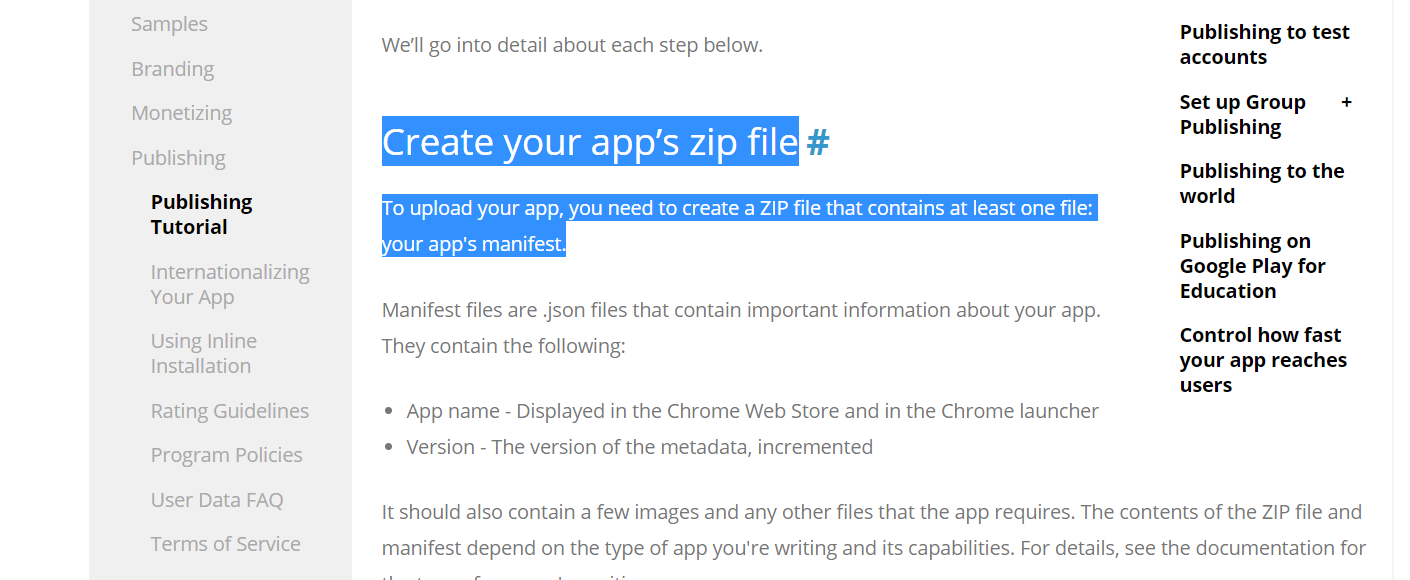 Samples
Branding
Monetizing
Publishing
Publishing
Tutorial
Internationalizing
Your App
Using Inline
Installation
Rating Guidelines
Program Policies
User Data FAQ
Terms of Service
We’ll go into detail about each step below.
Create your app’s zip file #
To upload your app, you need to create a ZIP file that contains at least one file:
your app's manifest.
Manifest files are .json files that contain important information about your app.
They contain the following:
• App name - Displayed in the Chrome Web Store and in the Chrome launcher
• Version - The version of the metadata, incremented
It should also contain a few images and any other files that the app requires. The contents of the ZIP file and
manifest depend on the type of app you're writing and its capabilities. For details, see the documentation for
Publishing to test
accounts
Set up Group +
Publishing
Publishing to the
world
Publishing on
Google Play for
Education
Control how fast
your app reaches
users